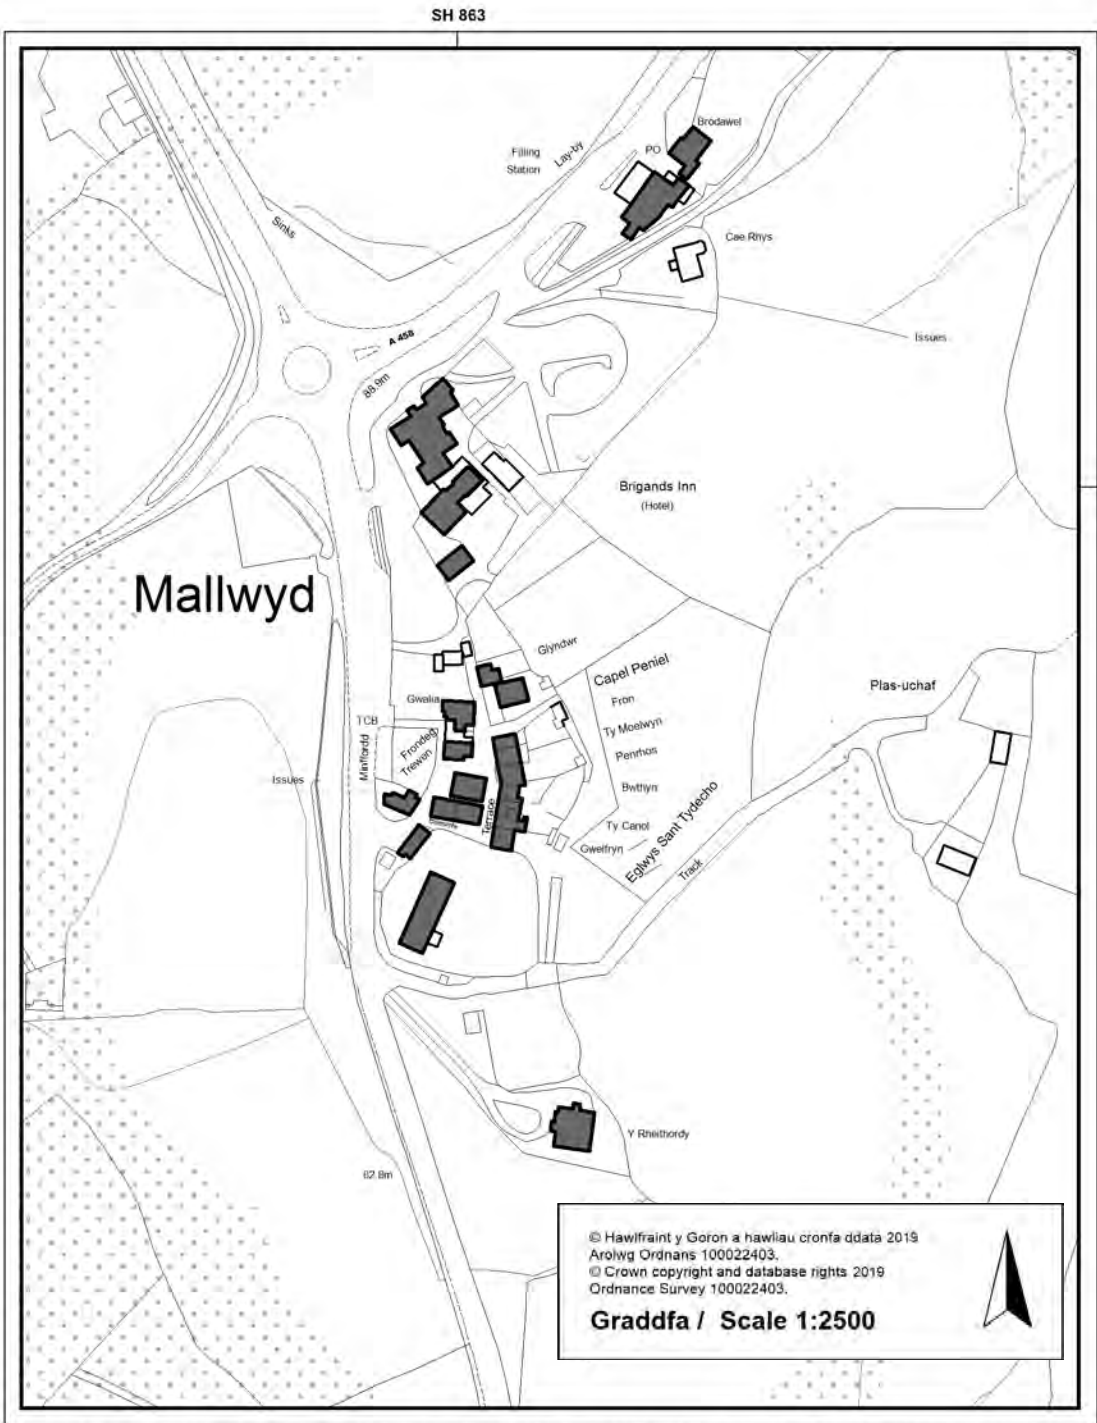 SH 863
Brodawel
PO
Filling
Station
Lay-by
Sinks
Cae Rhys
A 458
Issues
88.9m
Brigands Inn
(Hotel)
Mallwyd
Glyndwr
Capel Peniel
Plas-uchaf
Gwalia
Fron
TCB
Ty Moelwyn
Minffordd
Frondeg
Trewen
Penrhos
Issues
Bwthyn
Terrace
Ty Canol
Eglwys Sant Tydecho
Gwelfryn
Track
Y Rheithordy
62.8m
© Hawlfraint y Goron a hawliau cronfa ddata 2019
Arolwg Ordnans 100022403.
© Crown copyright and database rights 2019
Ordnance Survey 100022403.
Graddfa / Scale 1:2500